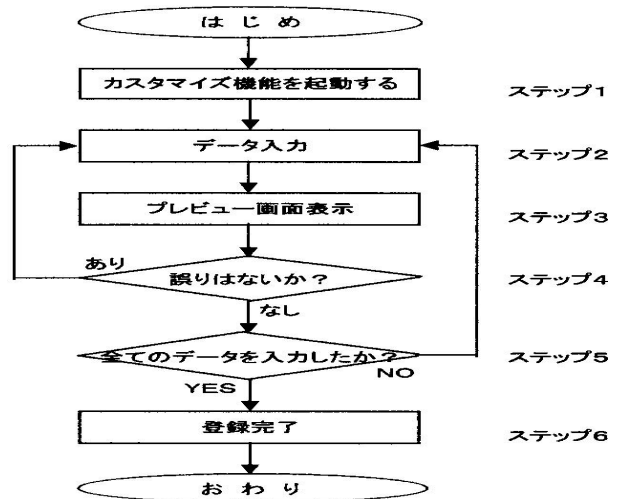 はじめ
カスタマイズ機能を起動する
ステップ1
データ入力
ステップ2
プレビュー画面表示
ステップ3
あり
誤りはないか？
ステップ4
なし
全てのデータを入力したか？
ステップ5
NO
YES
登録完了
ステップ6
おわり